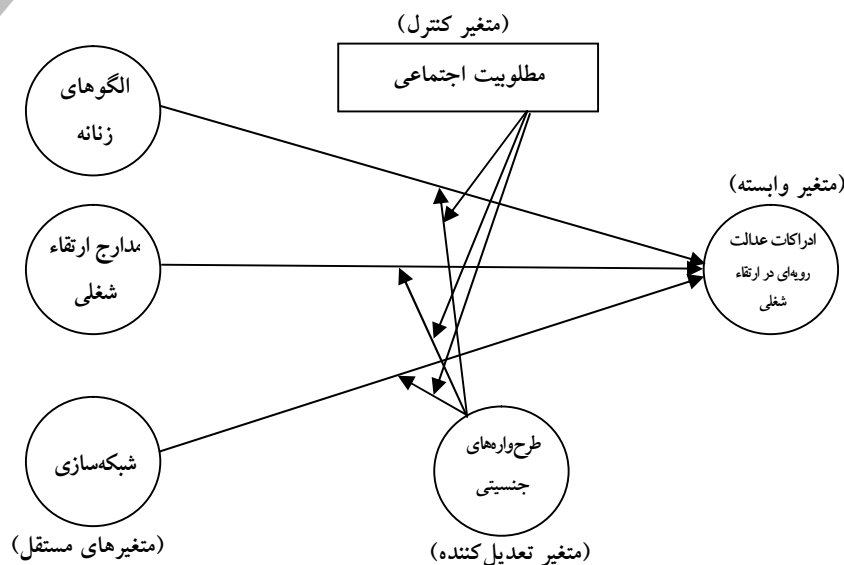 (متغیر کنترل)
مطلوبیت اجتماعی
الگوهای
زنانه
(متغیر وابسته)
ادراکات عدالت
رویه‌ای در ارتقاء
شغلی
مدارج ارتقاء
شغلی
شبکه‌سازی
(متغیرهای مستقل)
طرح‌واره‌های
جنسیتی
(متغیر تعدیل‌کننده)